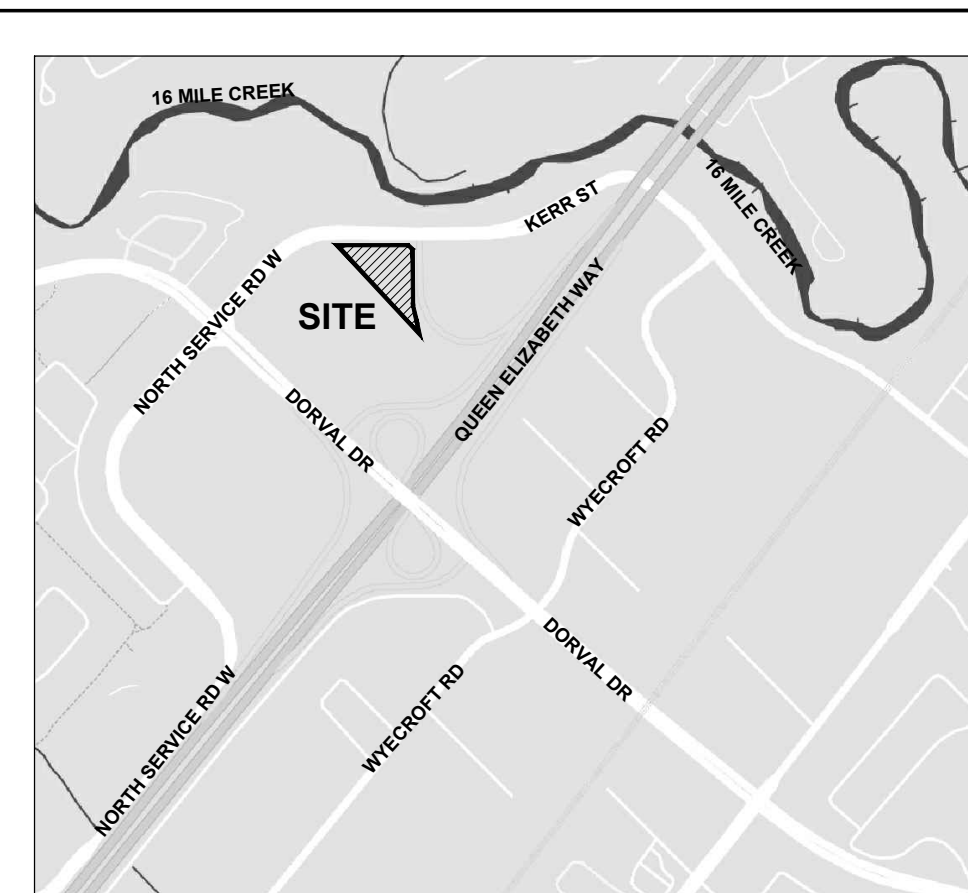 16 MILE CREEK
KERR ST
16 MILE CREEK
NORTH SERVICE RD W
SITE
QUEEN ELIZABETH WAY
DORVAL DR
WYECROFT RD
DORVAL DR
WYECROFT RD
NORTH SERVICE RD W